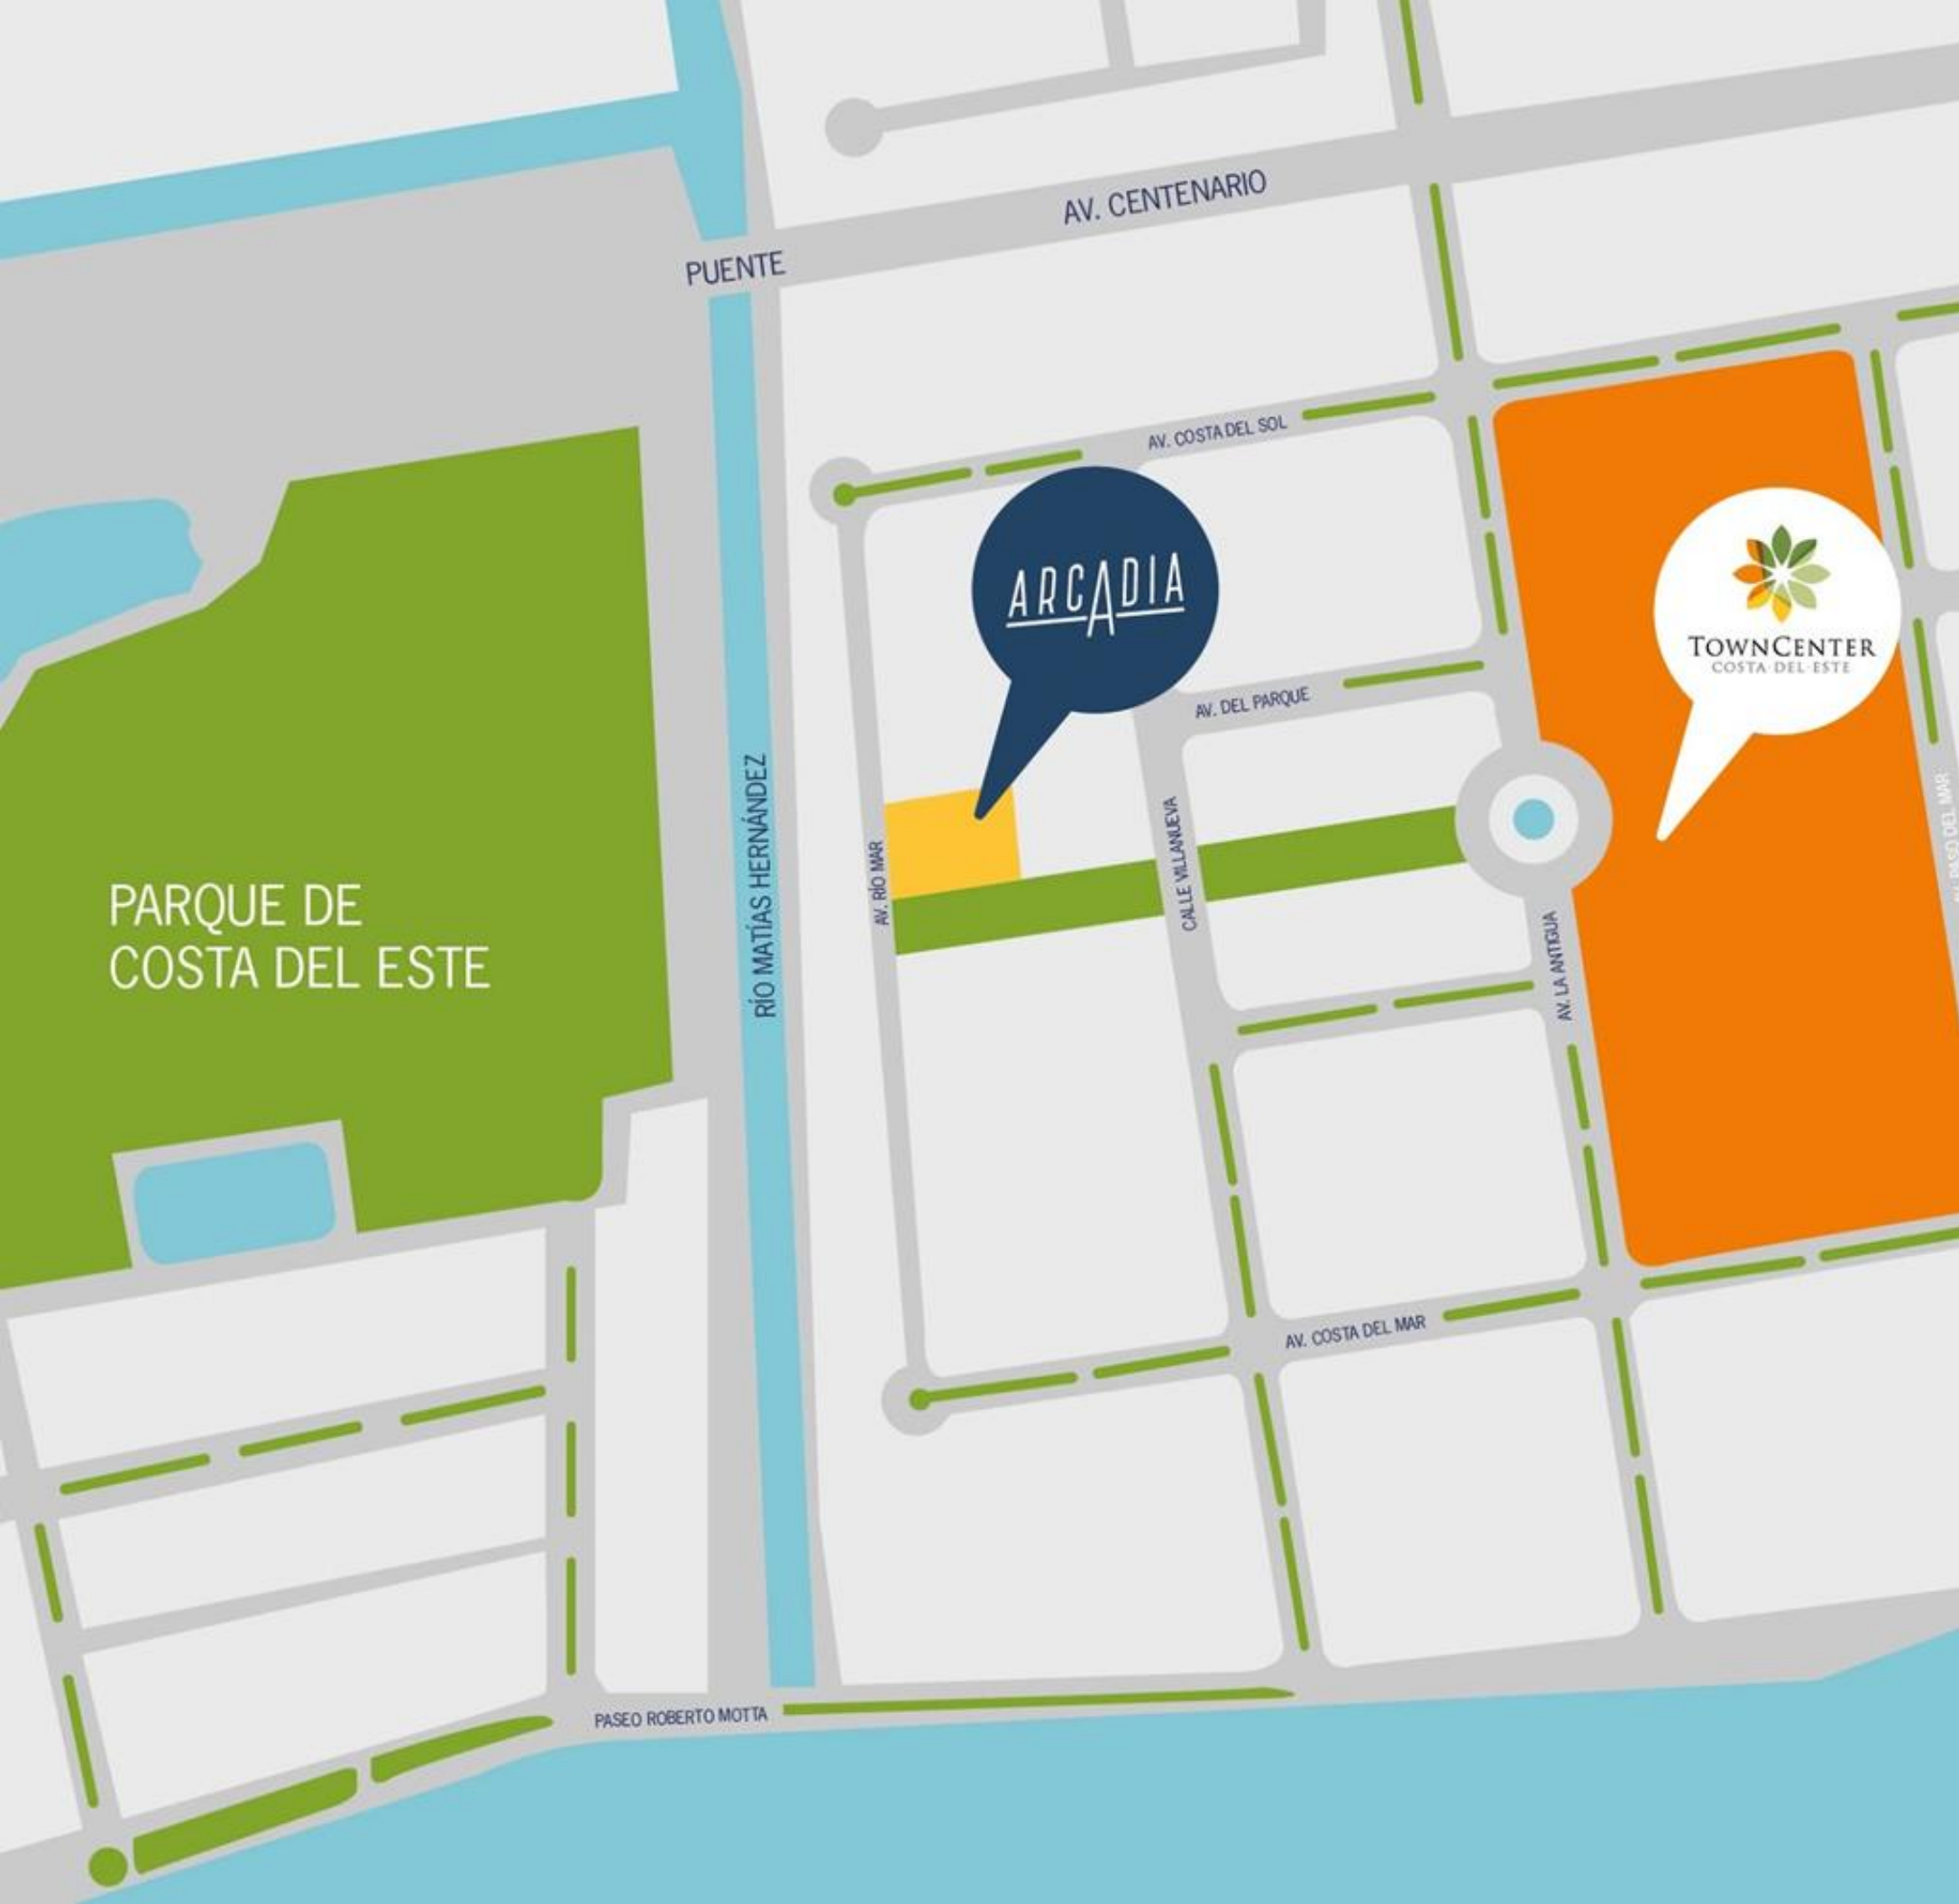 AV. CENTENARIO
PUENTE
AV. COSTA DEL SOL
ARCADIA
TOWNCENTER
COSTA·DEL·ESTE
AV. DEL PARQUE
RÍO MATÍAS HERNÁNDEZ
AV. RÍO MAR
CALLE VILLANUEVA
AV. LA ANTIGUA
DEL MAR
PARQUE DE
COSTA DEL ESTE
AV. COSTA DEL MAR
PASEO ROBERTO MOTTA